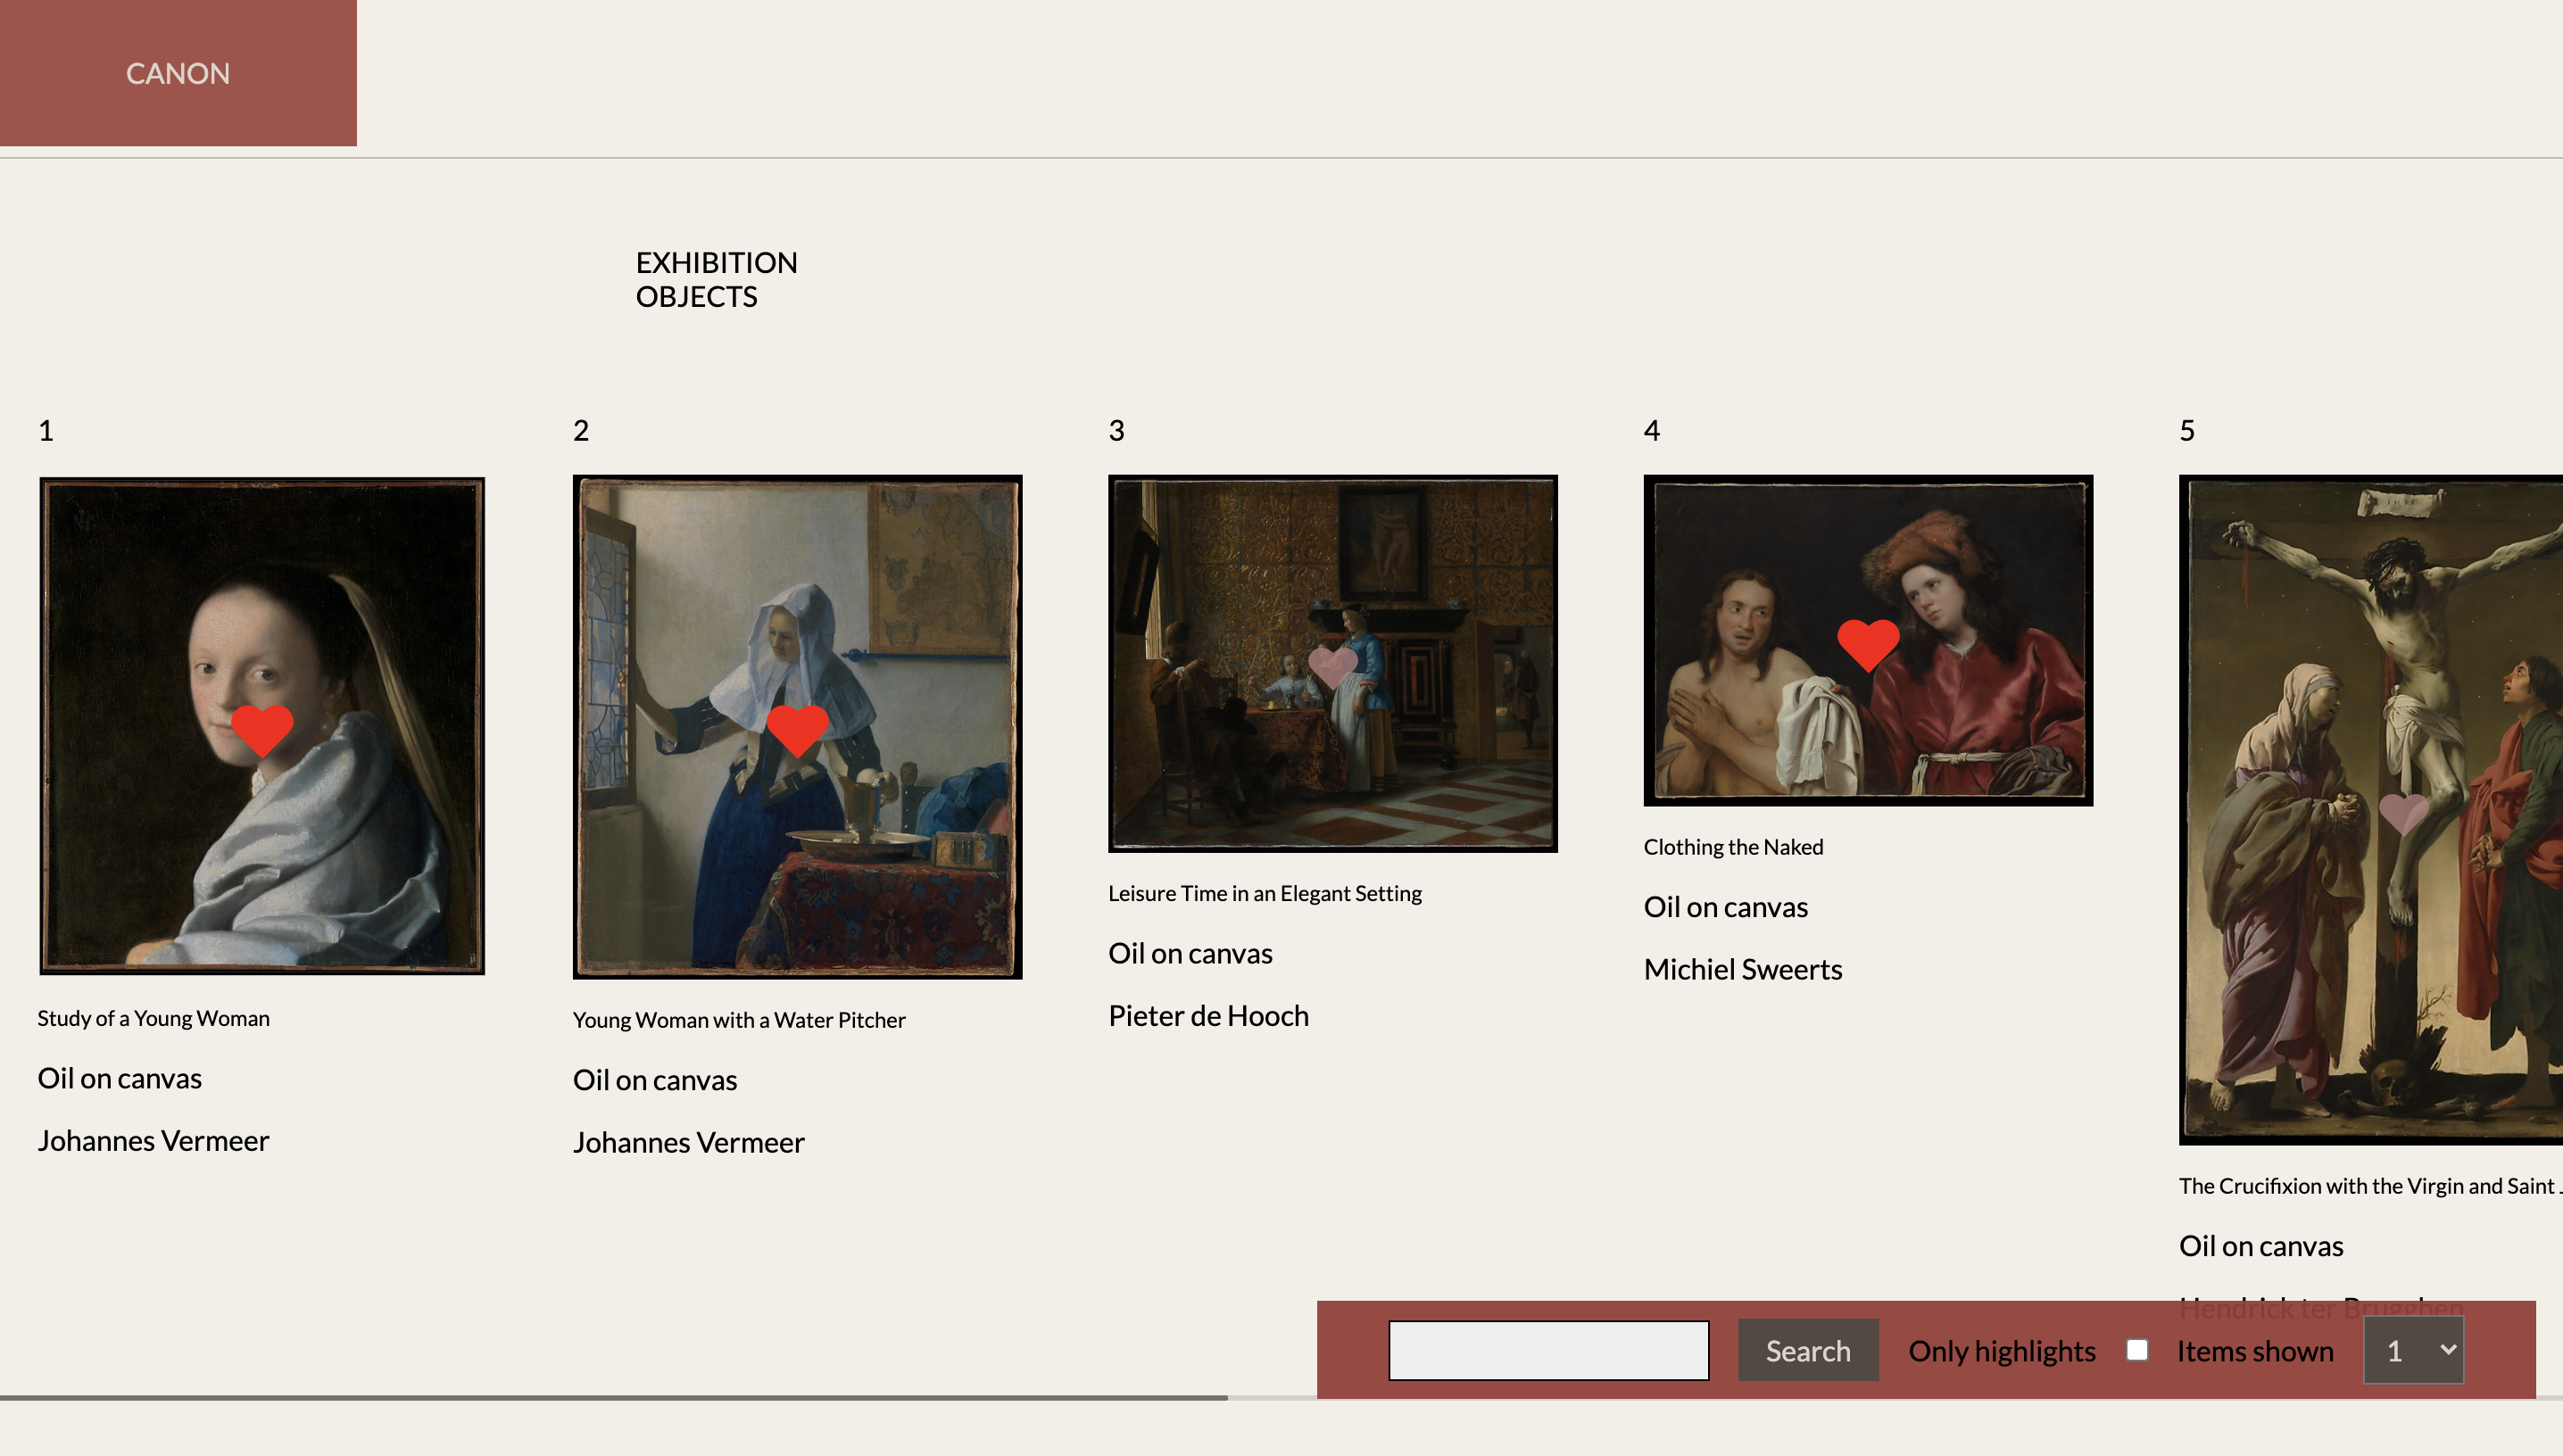 CANON
EXHIBITION
OBJECTS
1
Study of a Young Woman
Oil on canvas
Johannes Vermeer
2
Young Woman with a Water Pitcher
Oil on canvas
Johannes Vermeer
3
Leisure Time in an Elegant Setting
Oil on canvas
Pieter de Hooch
4
Clothing the Naked
Oil on canvas
Michiel Sweerts
5
The Crucifixion with the Virgin and Saint
Oil on canvas
Hendrick ter Brugghen
Search
Only highlights
Items shown
1